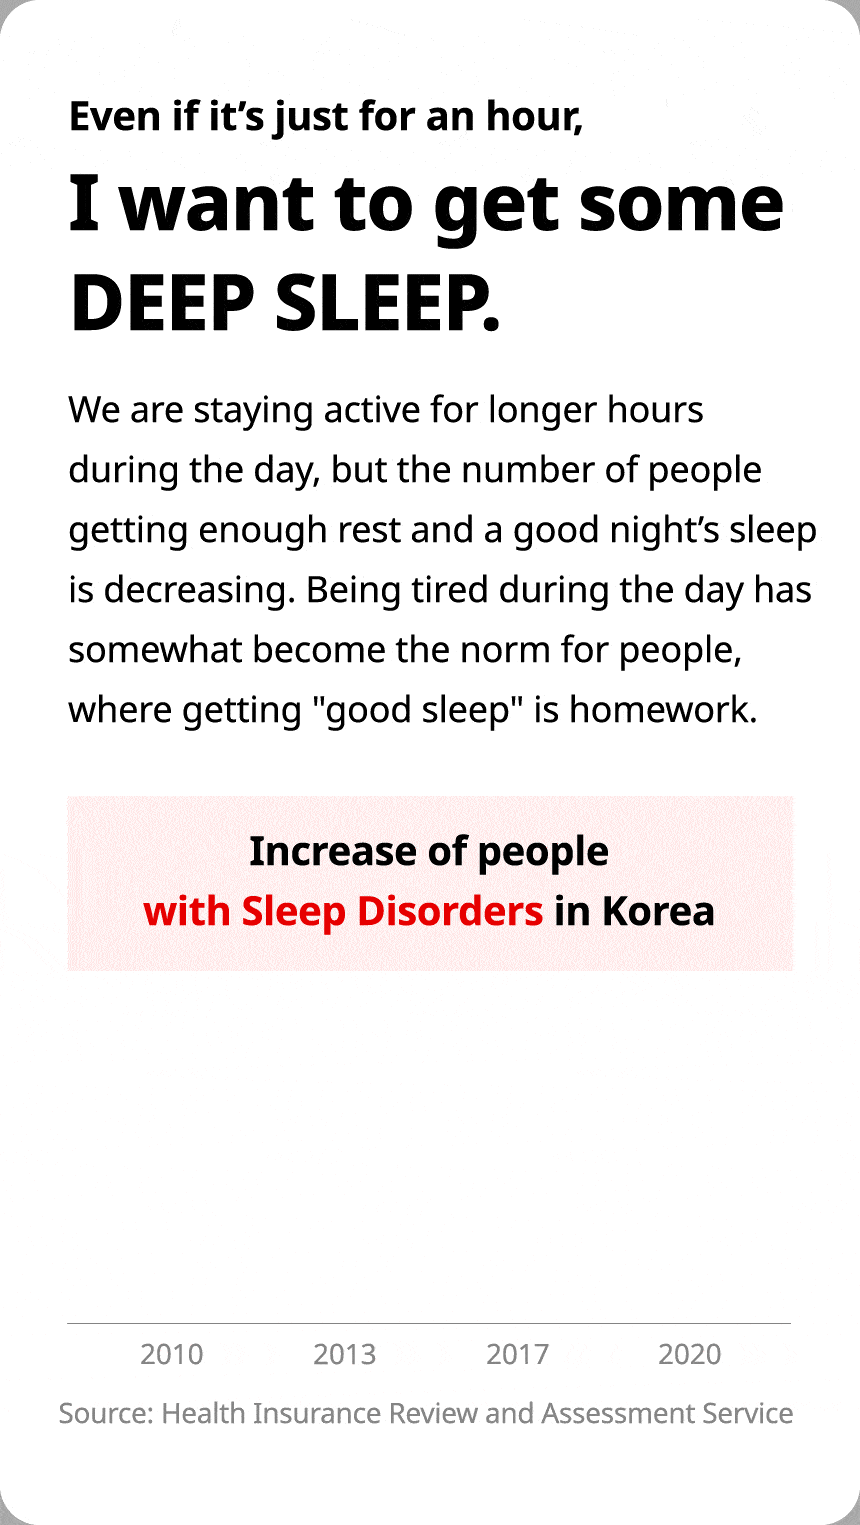 Even if it’s just for an hour,
I want to get some
DEEP SLEEP.
We are staying active for longer hours
during the day, but the number of people
getting enough rest and a good night’s sleep
is decreasing. Being tired during the day has
somewhat become the norm for people,
where getting "good sleep" is homework.
Increase of people
with Sleep Disorders in Korea
2010 2013 2017 2020
Source: Health Insurance Review and Assessment Service